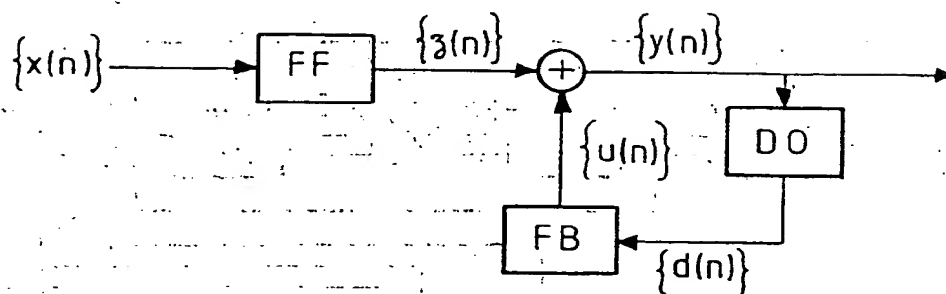 {x(n)}
FF
{z(n)}
+
{y(n)}
DO
{u(n)}
FB
{d(n)}